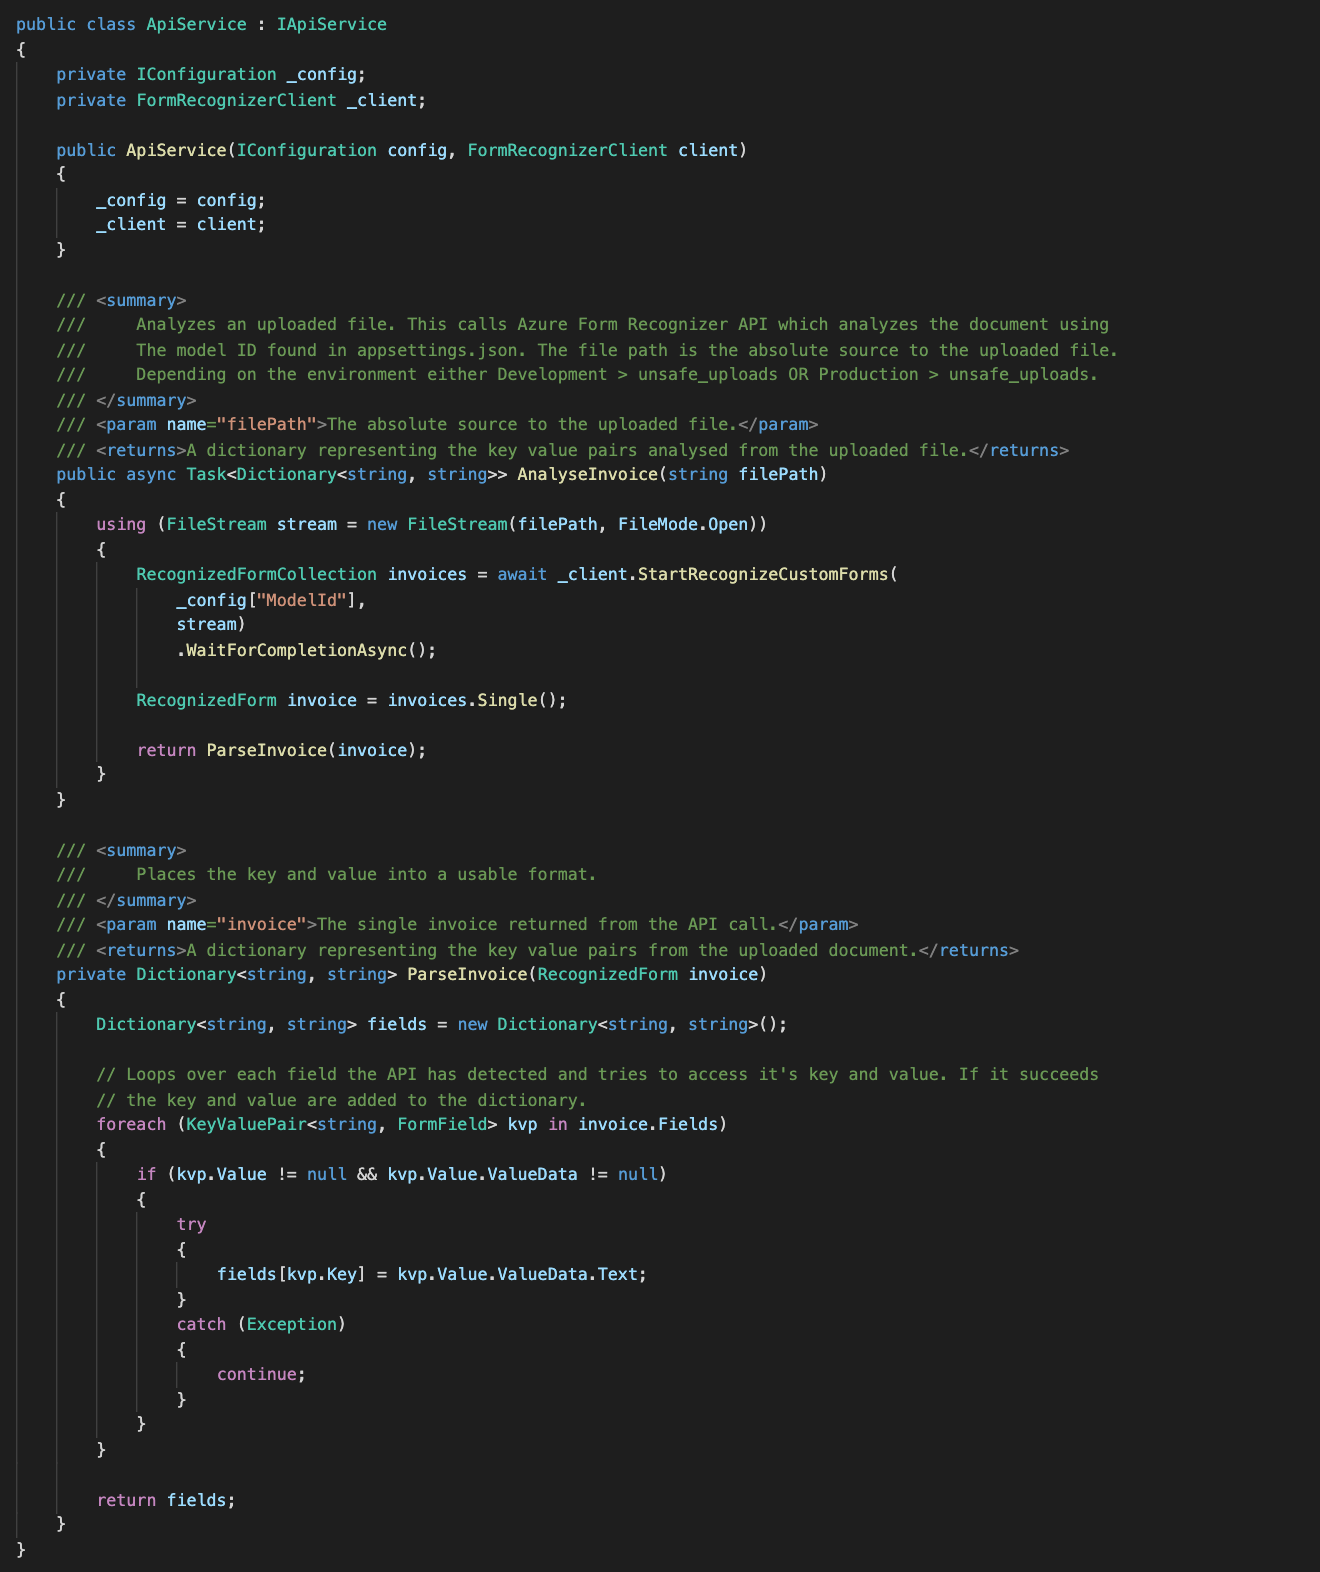 public class ApiService : IApiService
{
    private IConfiguration _config;
    private FormRecognizerClient _client;

    public ApiService(IConfiguration config, FormRecognizerClient client)
    {
        _config = config;
        _client = client;
    }

    /// <summary>
    ///     Analyzes an uploaded file. This calls Azure Form Recognizer API which analyzes the document using
    ///     The model ID found in appsettings.json. The file path is the absolute source to the uploaded file.
    ///     Depending on the environment either Development > unsafe_uploads OR Production > unsafe_uploads.
    /// </summary>
    /// <param name="filePath">The absolute source to the uploaded file.</param>
    /// <returns>A dictionary representing the key value pairs analysed from the uploaded file.</returns>
    public async Task<Dictionary<string, string>> AnalyseInvoice(string filePath)
    {
        using (FileStream stream = new FileStream(filePath, FileMode.Open))
        {
            RecognizedFormCollection invoices = await _client.StartRecognizeCustomForms(
                _config["ModelId"],
                stream)
                .WaitForCompletionAsync();

            RecognizedForm invoice = invoices.Single();

            return ParseInvoice(invoice);
        }
    }

    /// <summary>
    ///     Places the key and value into a usable format.
    /// </summary>
    /// <param name="invoice">The single invoice returned from the API call.</param>
    /// <returns>A dictionary representing the key value pairs from the uploaded document.</returns>
    private Dictionary<string, string> ParseInvoice(RecognizedForm invoice)
    {
        Dictionary<string, string> fields = new Dictionary<string, string>();

        // Loops over each field the API has detected and tries to access it's key and value. If it succeeds
        // the key and value are added to the dictionary.
        foreach (KeyValuePair<string, FormField> kvp in invoice.Fields)
        {
            if (kvp.Value != null && kvp.Value.ValueData != null)
            {
                try
                {
                    fields[kvp.Key] = kvp.Value.ValueData.Text;
                }
                catch (Exception)
                {
                    continue;
                }
            }
        }

        return fields;
    }
}